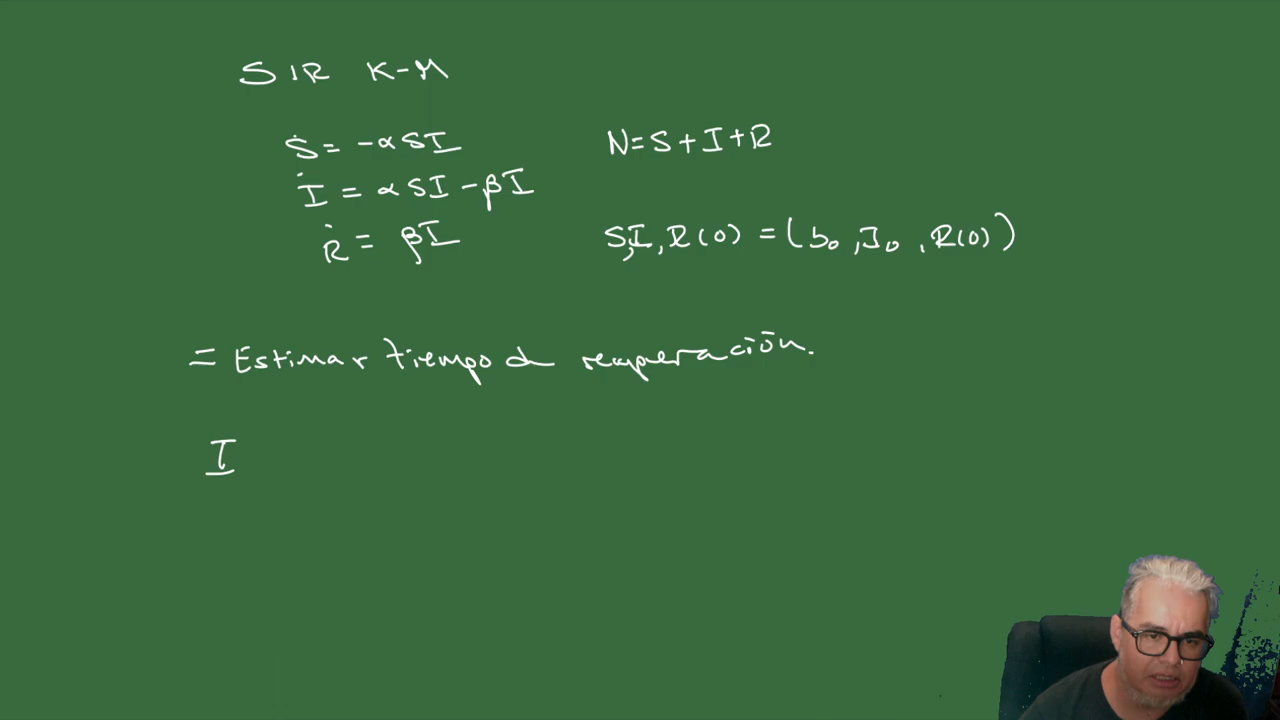 SIR K-M
Ṡ = -αSI
N = S + I + R
İ = αSI - βI
Ṙ = βI
S, I, R(0) = (S₀, I₀, R(0))
= Estimar tiempo de recuperación.
I